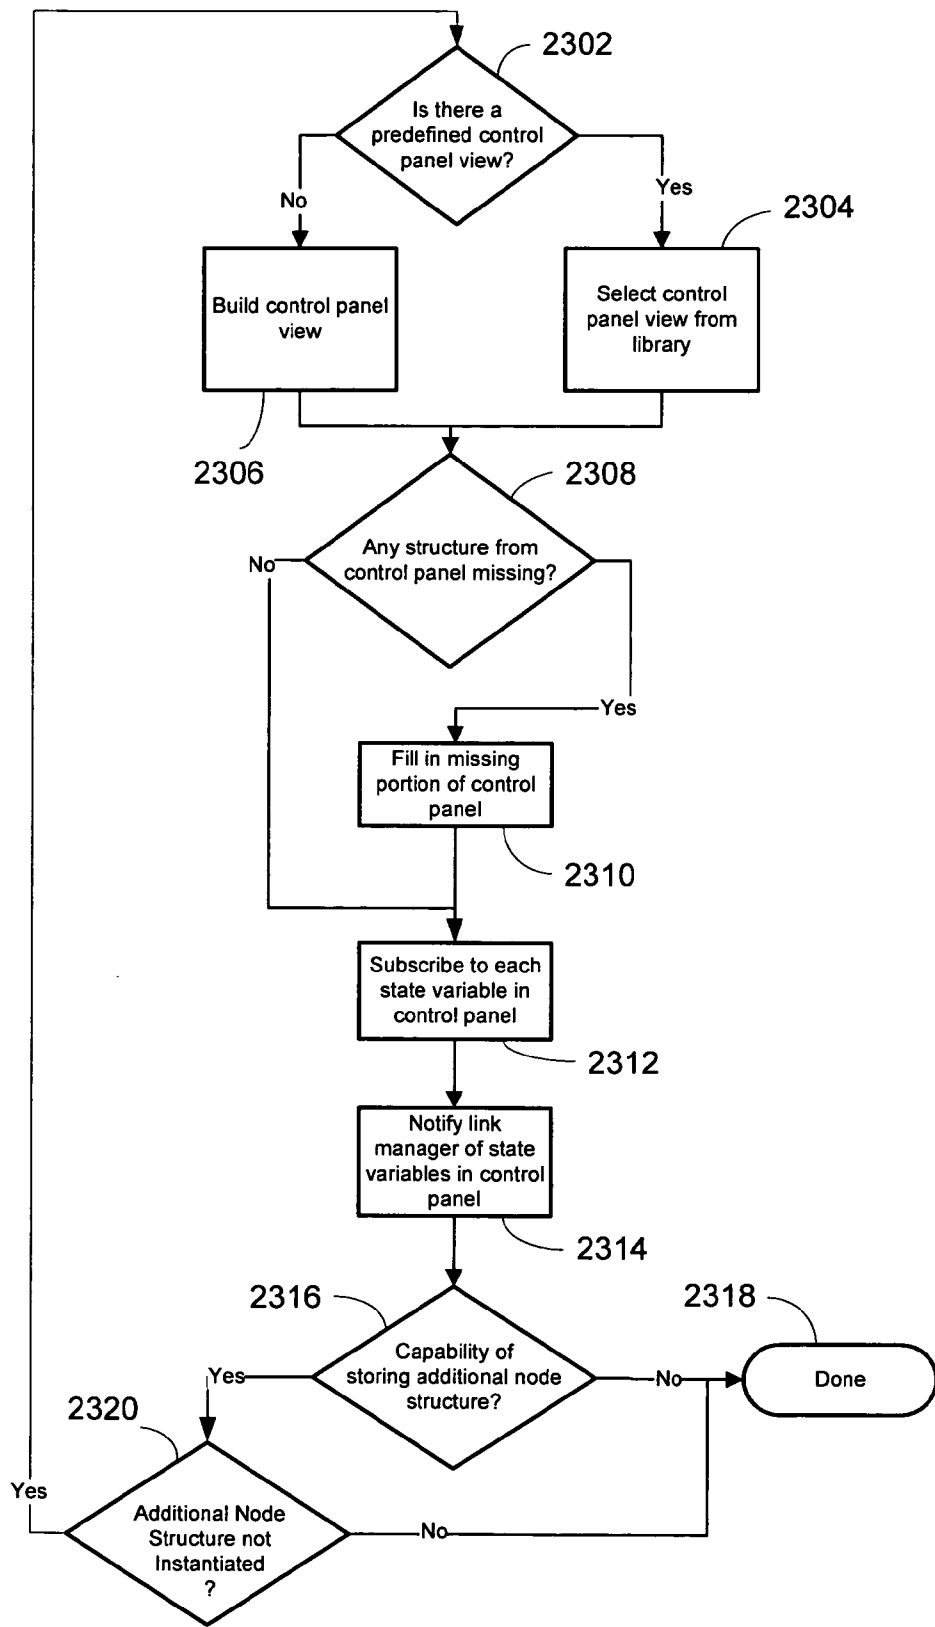 2302
Is there a
predefined control
panel view?
No
Yes
2304
Build control panel
view
Select control
panel view from
library
2306
2308
Any structure from
control panel missing?
No
Yes
Fill in missing
portion of control
panel
2310
Subscribe to each
state variable in
control panel
2312
Notify link
manager of state
variables in control
panel
2314
2316
Capability of
storing additional node
structure?
Yes
No
2318
Done
2320
Additional Node
Structure not
Instantiated
?
Yes
No